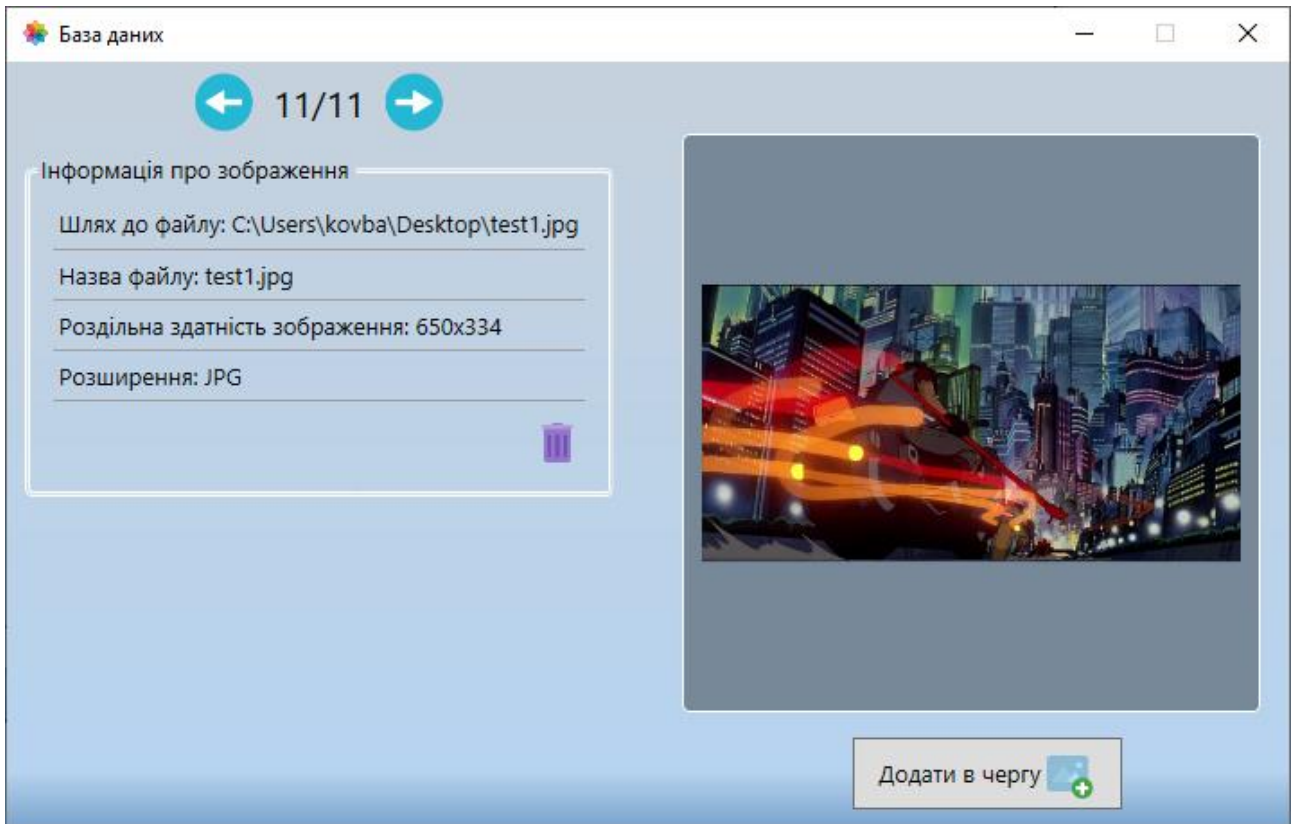 База даних
11/11
Інформація про зображення
Шлях до файлу: C:\Users\kovba\Desktop\test1.jpg
Назва файлу: test1.jpg
Роздільна здатність зображення: 650x334
Розширення: JPG
Додати в чергу